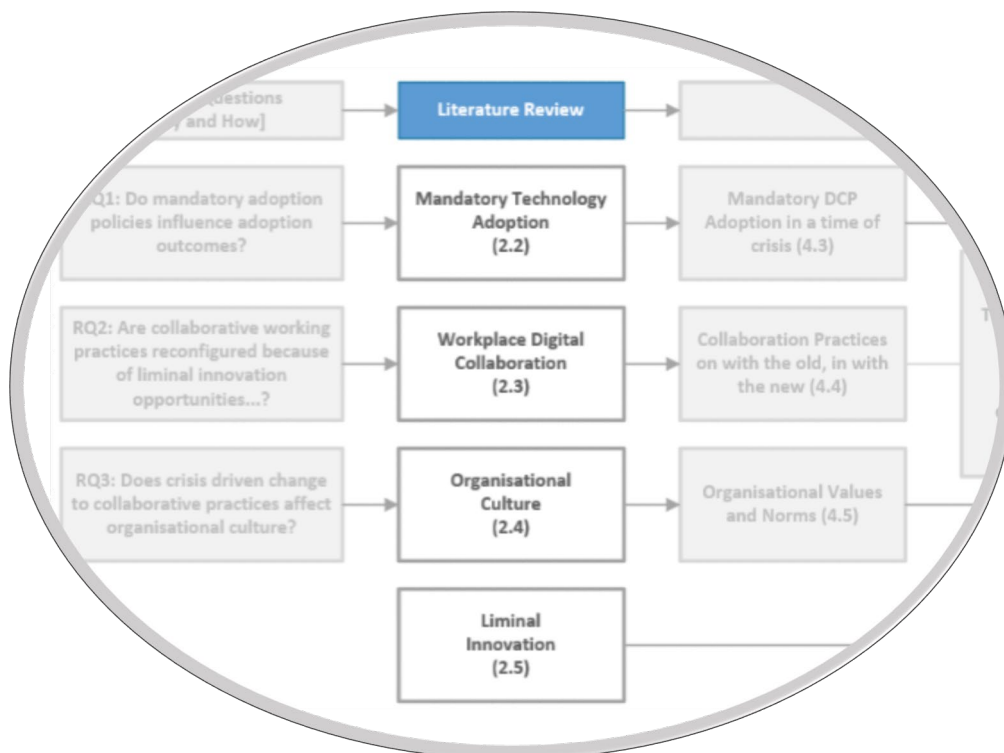 Questions
and How]
Literature Review
RQ1: Do mandatory adoption
policies influence adoption
outcomes?
Mandatory Technology
Adoption
(2.2)
Mandatory DCP
Adoption in a time of
crisis (4.3)
RQ2: Are collaborative working
practices reconfigured because
of liminal innovation
opportunities...?
Workplace Digital
Collaboration
(2.3)
Collaboration Practices
on with the old, in with
the new (4.4)
T
RQ3: Does crisis driven change
to collaborative practices affect
organisational culture?
Organisational
Culture
(2.4)
Organisational Values
and Norms (4.5)
Liminal
Innovation
(2.5)